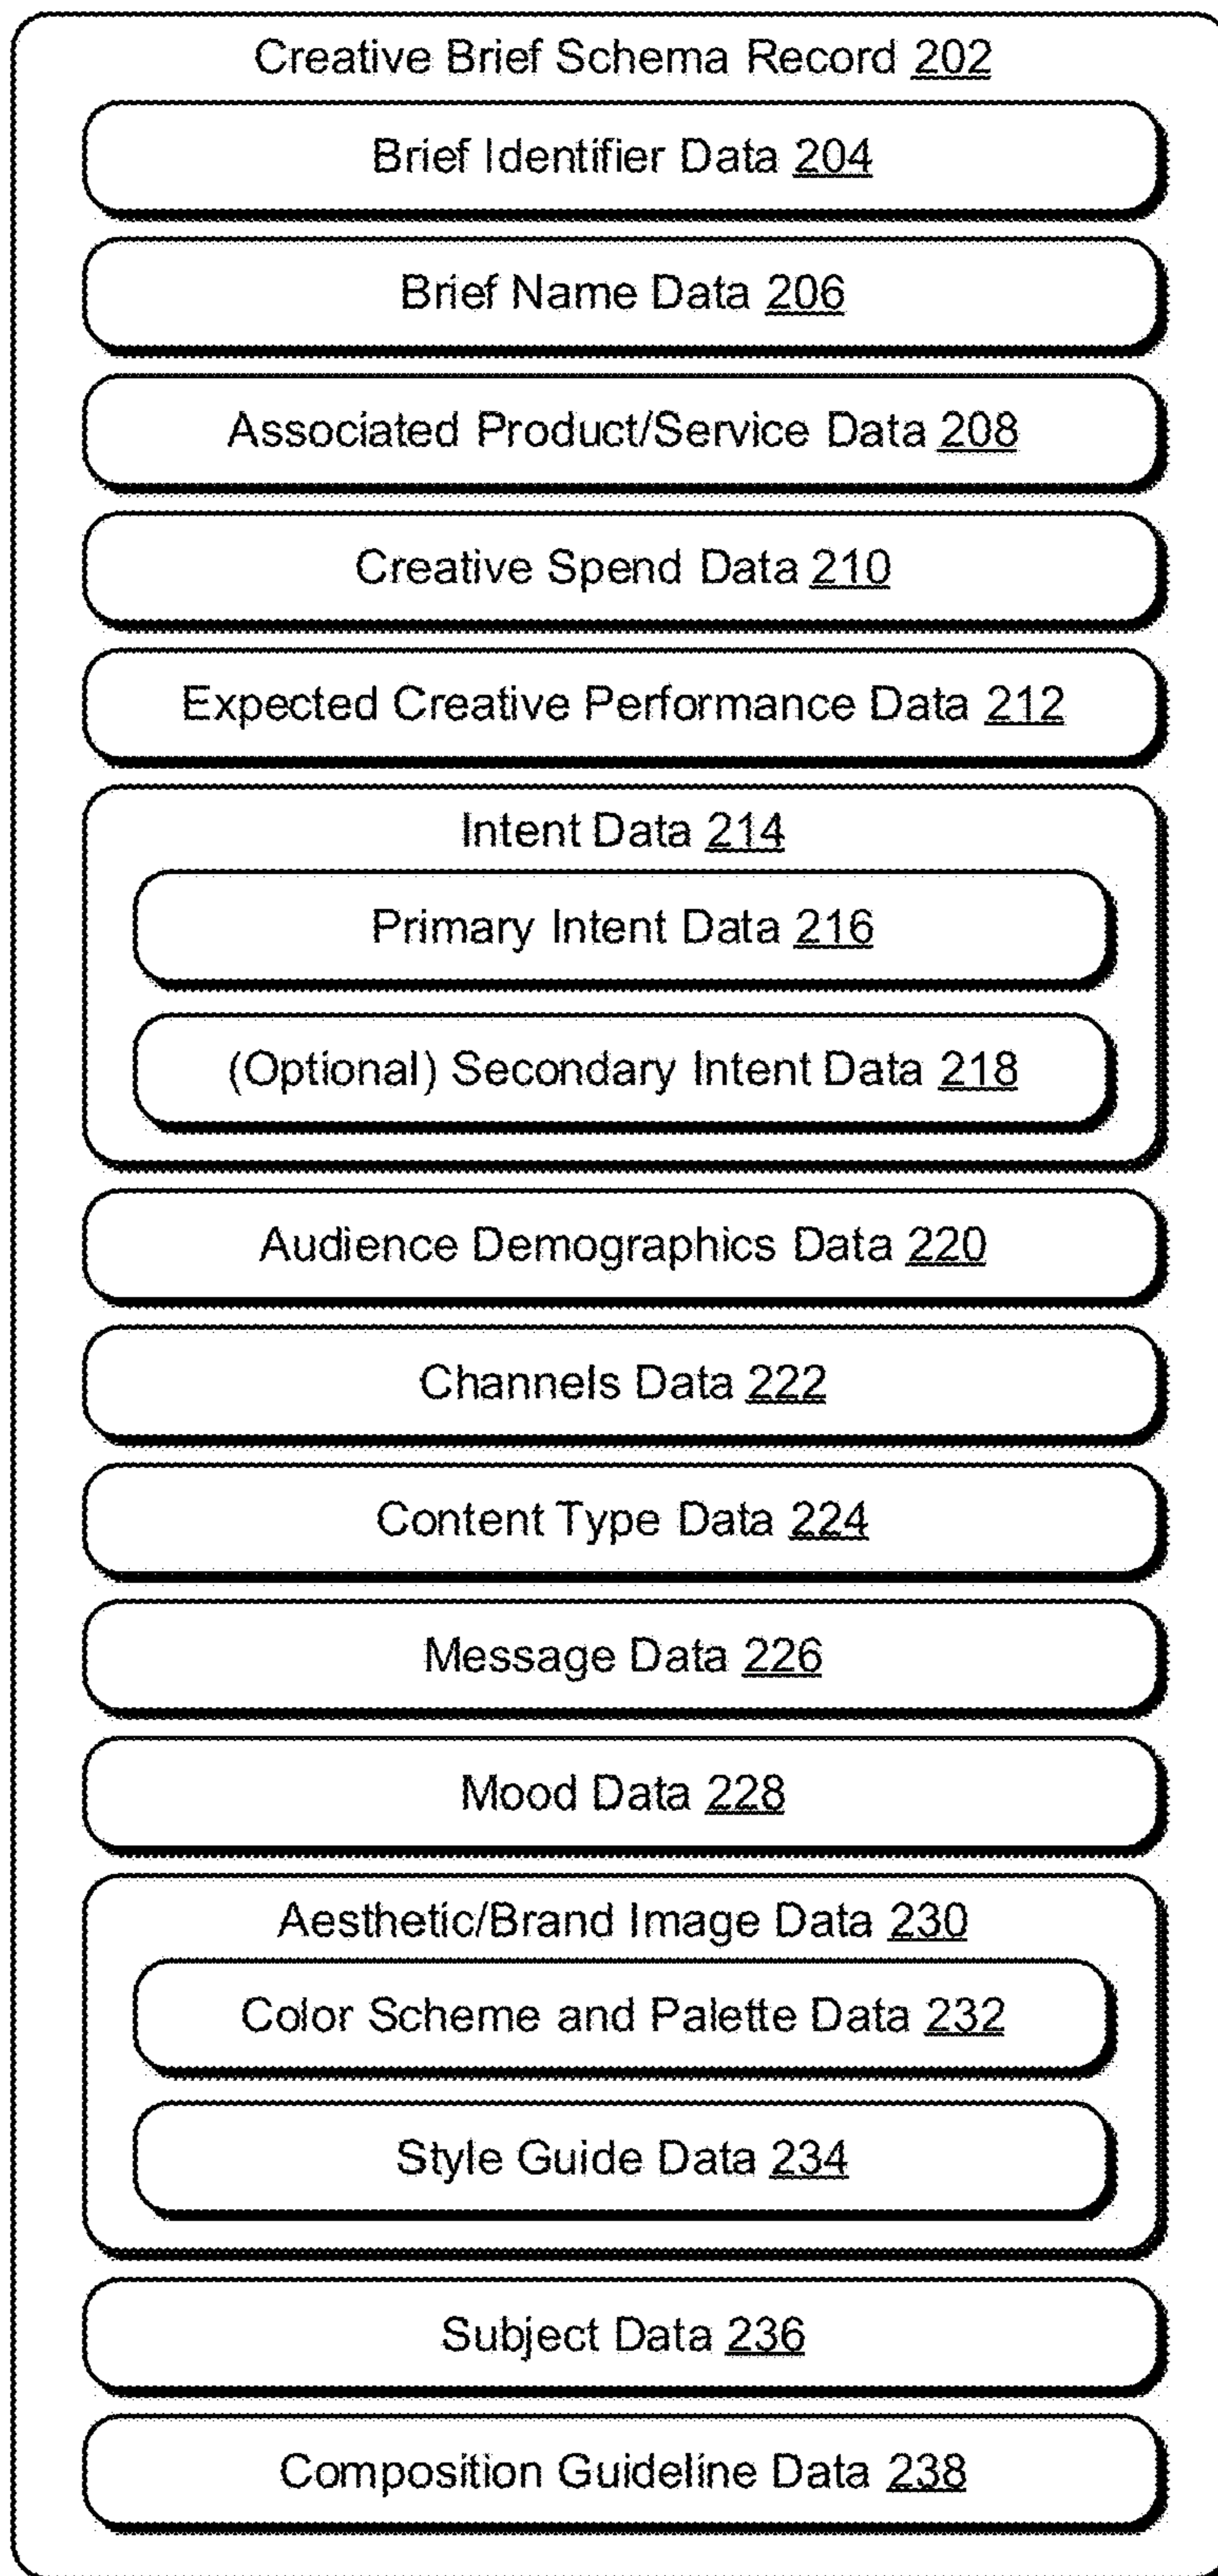 Creative Brief Schema Record 202
Brief Identifier Data 204
Brief Name Data 206
Associated Product/Service Data 208
Creative Spend Data 210
Expected Creative Performance Data 212
Intent Data 214
Primary Intent Data 216
(Optional) Secondary Intent Data 218
Audience Demographics Data 220
Channels Data 222
Content Type Data 224
Message Data 226
Mood Data 228
Aesthetic/Brand Image Data 230
Color Scheme and Palette Data 232
Style Guide Data 234
Subject Data 236
Composition Guideline Data 238